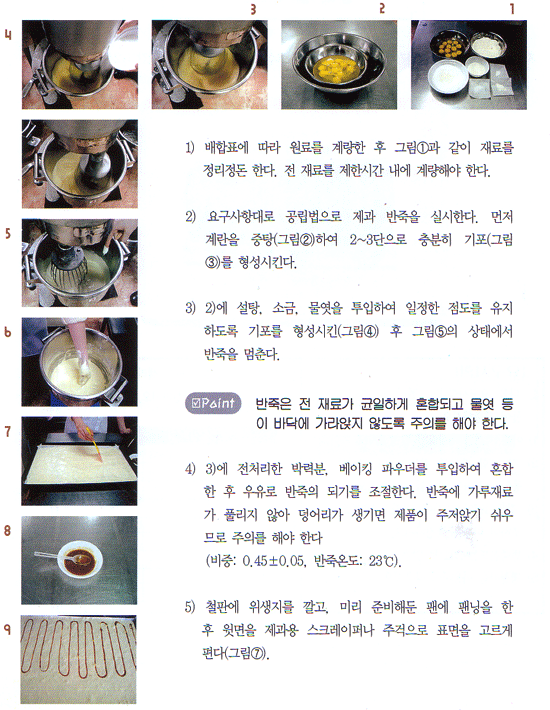 4
3
2
1
5
6
7
8
9
1) 배합표에 따라 원료를 계량한 후 그림①과 같이 재료를
정리정돈 한다. 전 재료를 제한시간 내에 계량해야 한다.
2) 요구사항대로 공립법으로 제과 반죽을 실시한다. 먼저
계란을 중탕(그림②)하여 2~3단으로 충분히 기포(그림
③)를 형성시킨다.
3) 2)에 설탕, 소금, 물엿을 투입하여 일정한 점도를 유지
하도록 기포를 형성시킨(그림④) 후 그림⑤의 상태에서
반죽을 멈춘다.
☑Point 반죽은 전 재료가 균일하게 혼합되고 물엿 등
이 바닥에 가라앉지 않도록 주의를 해야 한다.
4) 3)에 전처리한 박력분, 베이킹 파우더를 투입하여 혼합
한 후 우유로 반죽의 되기를 조절한다. 반죽에 가루재료
가 풀리지 않아 덩어리가 생기면 제품이 주저앉기 쉬우
므로 주의를 해야 한다
(비중: 0.45±0.05, 반죽온도: 23℃).
5) 철판에 위생지를 깔고, 미리 준비해둔 팬에 팬닝을 한
후 윗면을 제과용 스크레이퍼나 주걱으로 표면을 고르게
편다(그림⑦).